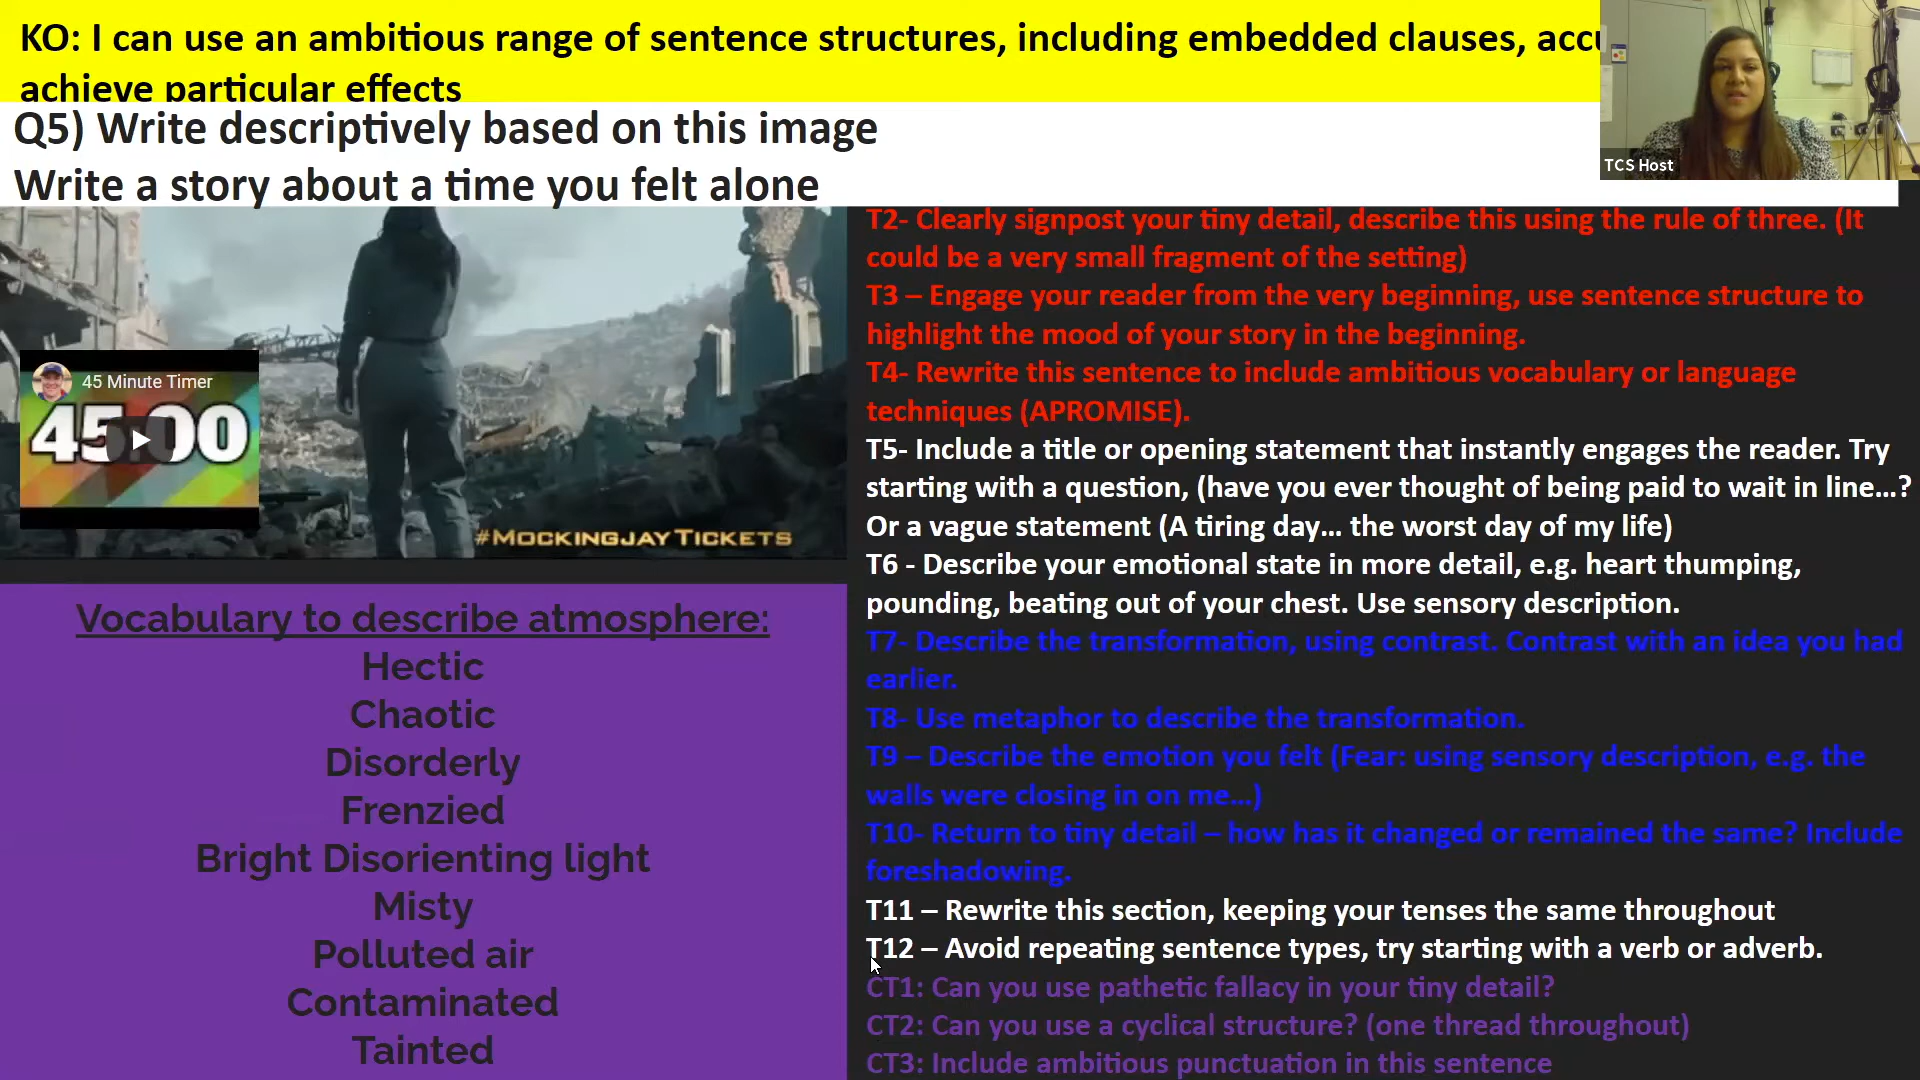 KO: I can use an ambitious range of sentence structures, including embedded clauses,
achieve particular effects
Q5) Write descriptively based on this image
Write a story about a time you felt alone
TCS Host
T2- Clearly signpost your tiny detail, describe this using the rule of three. (It
could be a very small fragment of the setting)
T3 – Engage your reader from the very beginning, use sentence structure to
highlight the mood of your story in the beginning.
T4- Rewrite this sentence to include ambitious vocabulary or language
techniques (APROMISE).
T5- Include a title or opening statement that instantly engages the reader. Try
starting with a question, (have you ever thought of being paid to wait in line…?
Or a vague statement (A tiring day… the worst day of my life)
T6 - Describe your emotional state in more detail, e.g. heart thumping,
pounding, beating out of your chest. Use sensory description.
T7- Describe the transformation, using contrast. Contrast with an idea you had
earlier.
T8- Use metaphor to describe the transformation.
T9 – Describe the emotion you felt (Fear: using sensory description, e.g. the
walls were closing in on me…)
T10- Return to tiny detail – how has it changed or remained the same? Include
foreshadowing.
T11 – Rewrite this section, keeping your tenses the same throughout
T12 – Avoid repeating sentence types, try starting with a verb or adverb.
CT1: Can you use pathetic fallacy in your tiny detail?
CT2: Can you use a cyclical structure? (one thread throughout)
CT3: Include ambitious punctuation in this sentence
45 Minute Timer
45:00
#MOCKINGJAYTICKETS
Vocabulary to describe atmosphere:
Hectic
Chaotic
Disorderly
Frenzied
Bright Disorienting light
Misty
Polluted air
Contaminated
Tainted